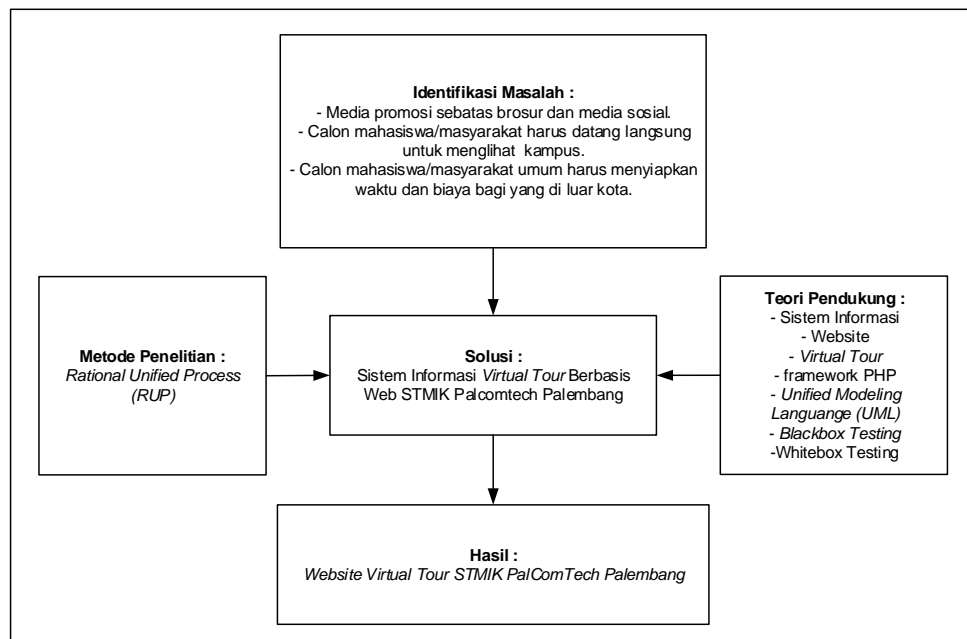 Identifikasi Masalah :
- Media promosi sebatas brosur dan media sosial.
- Calon mahasiswa/masyarakat harus datang langsung
untuk menglihat kampus.
- Calon mahasiswa/masyarakat umum harus menyiapkan
waktu dan biaya bagi yang di luar kota.
Metode Penelitian :
Rational Unified Process
(RUP)
Solusi :
Sistem Informasi Virtual Tour Berbasis
Web STMIK Palcomtech Palembang
Teori Pendukung :
- Sistem Informasi
- Website
- Virtual Tour
- framework PHP
- Unified Modeling
Languange (UML)
- Blackbox Testing
-Whitebox Testing
Hasil :
Website Virtual Tour STMIK PalComTech Palembang